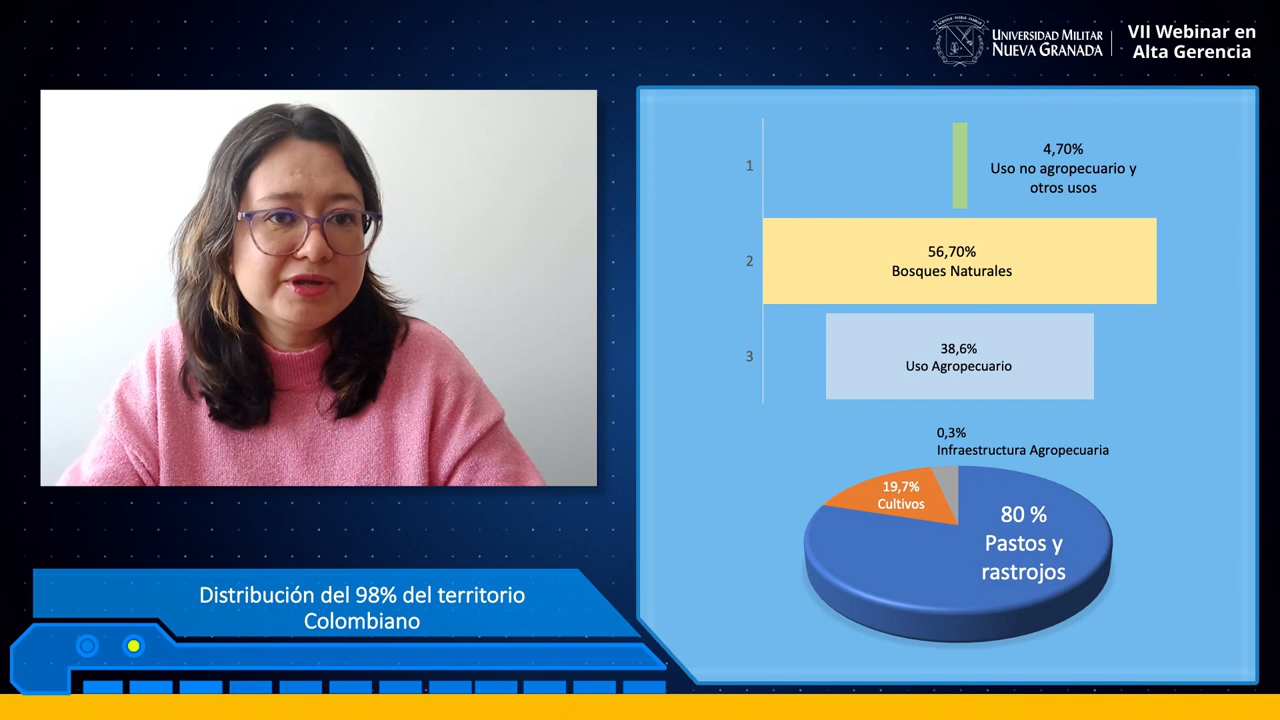 UNIVERSIDAD MILITAR
NUEVA GRANADA
VII Webinar en
Alta Gerencia
1
4,70%
Uso no agropecuario y
otros usos
2
56,70%
Bosques Naturales
3
38,6%
Uso Agropecuario
0,3%
Infraestructura Agropecuaria
19,7%
Cultivos
80 %
Pastos y
rastrojos
Distribución del 98% del territorio
Colombiano